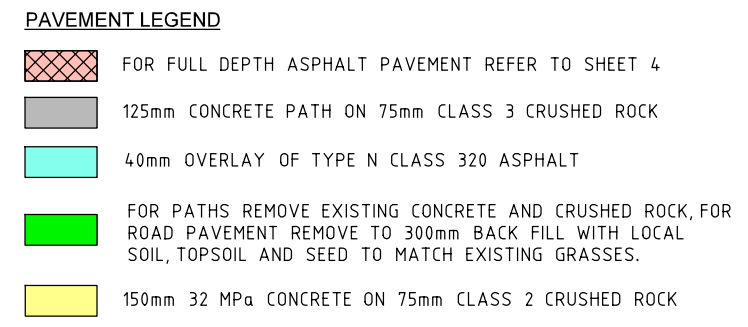 PAVEMENT LEGEND
FOR FULL DEPTH ASPHALT PAVEMENT REFER TO SHEET 4
125mm CONCRETE PATH ON 75mm CLASS 3 CRUSHED ROCK
40mm OVERLAY OF TYPE N CLASS 320 ASPHALT
FOR PATHS REMOVE EXISTING CONCRETE AND CRUSHED ROCK, FOR
ROAD PAVEMENT REMOVE TO 300mm BACK FILL WITH LOCAL
SOIL, TOPSOIL AND SEED TO MATCH EXISTING GRASSES.
150mm 32 MPa CONCRETE ON 75mm CLASS 2 CRUSHED ROCK